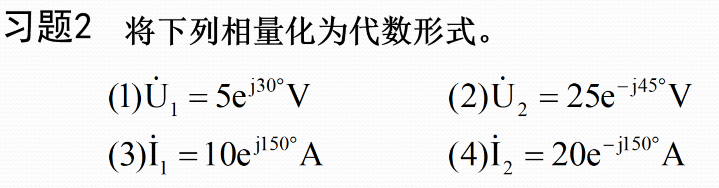 习题2 将下列相量化为代数形式。
(1)U̇₁ = 5e^{j30°}V (2)U̇₂ = 25e^{-j45°}V
(3)İ₁ = 10e^{j150°}A (4)İ₂ = 20e^{-j150°}A